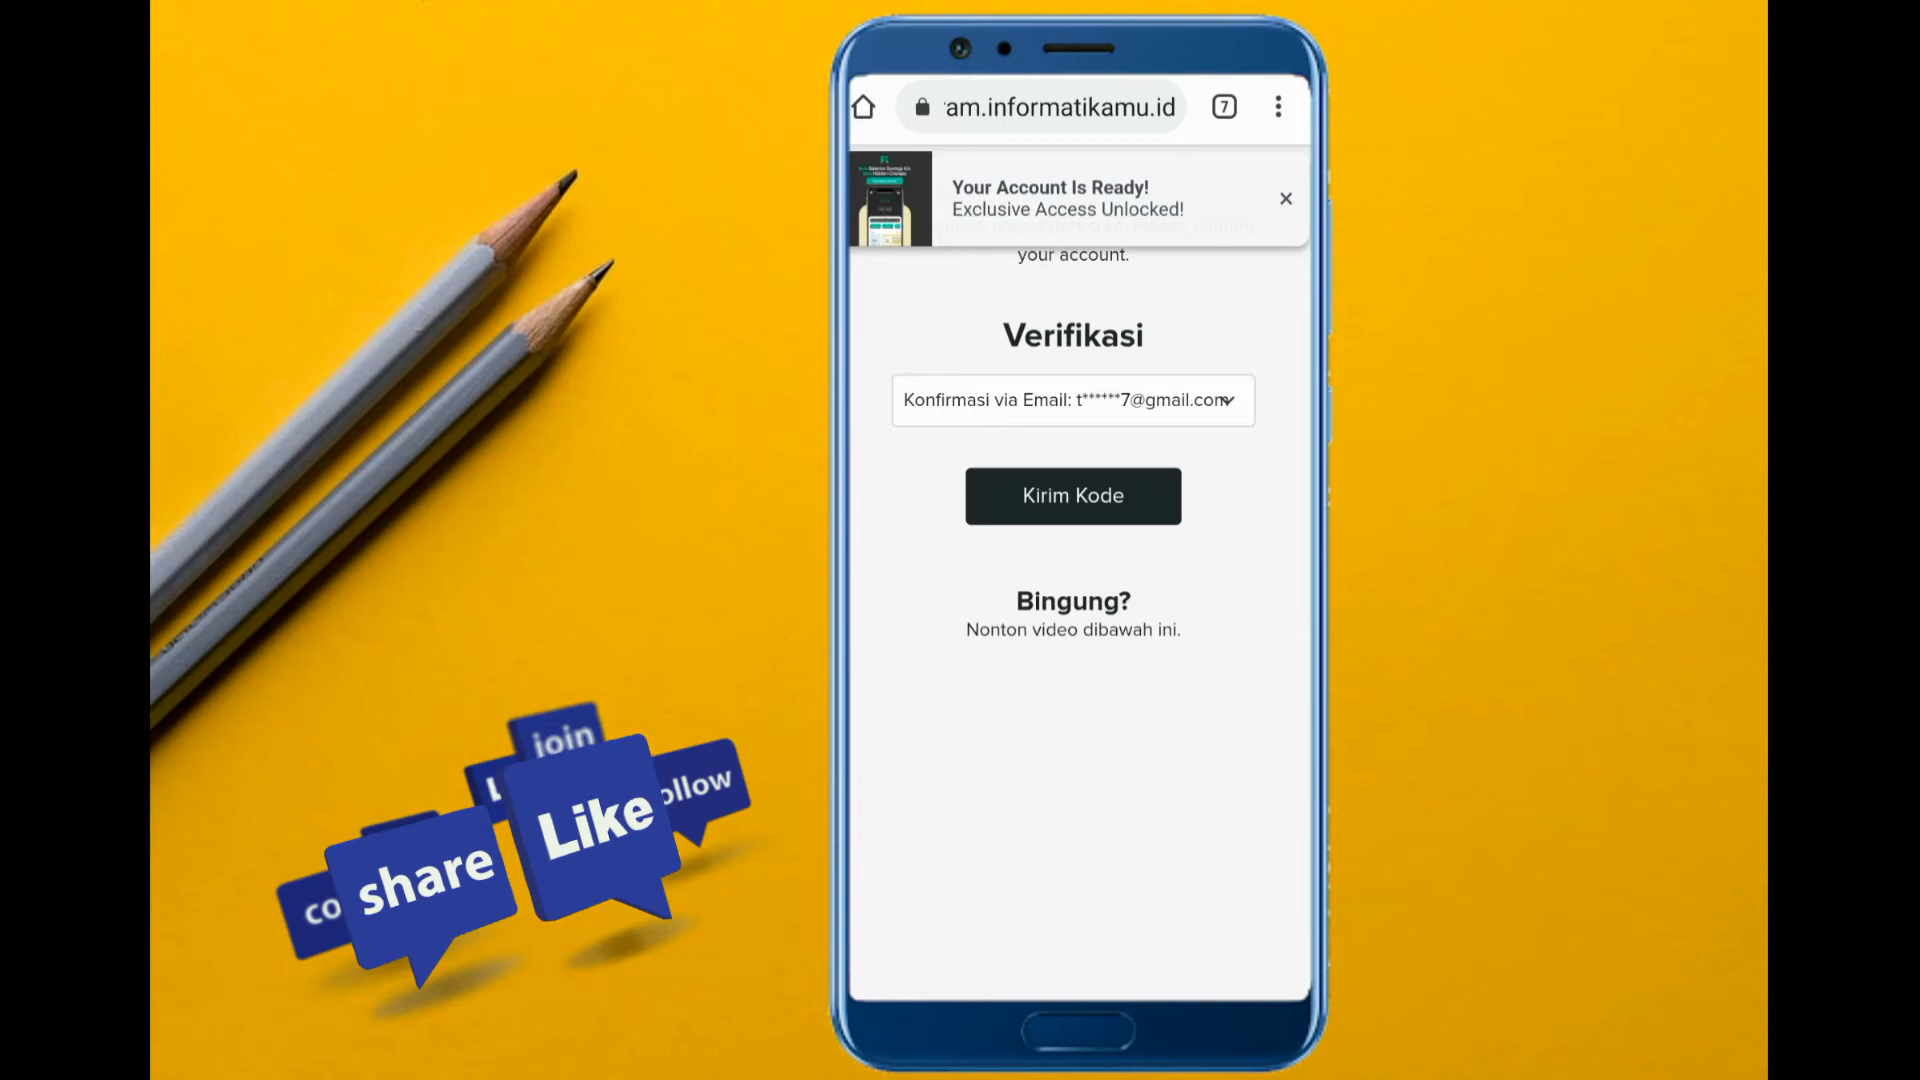 am.informatikamu.id
7
Your Account Is Ready!
Exclusive Access Unlocked!
your account.
Verifikasi
Konfirmasi via Email: t******7@gmail.com
Kirim Kode
Bingung?
Nonton video dibawah ini.
join
L
Like
ollow
co
share